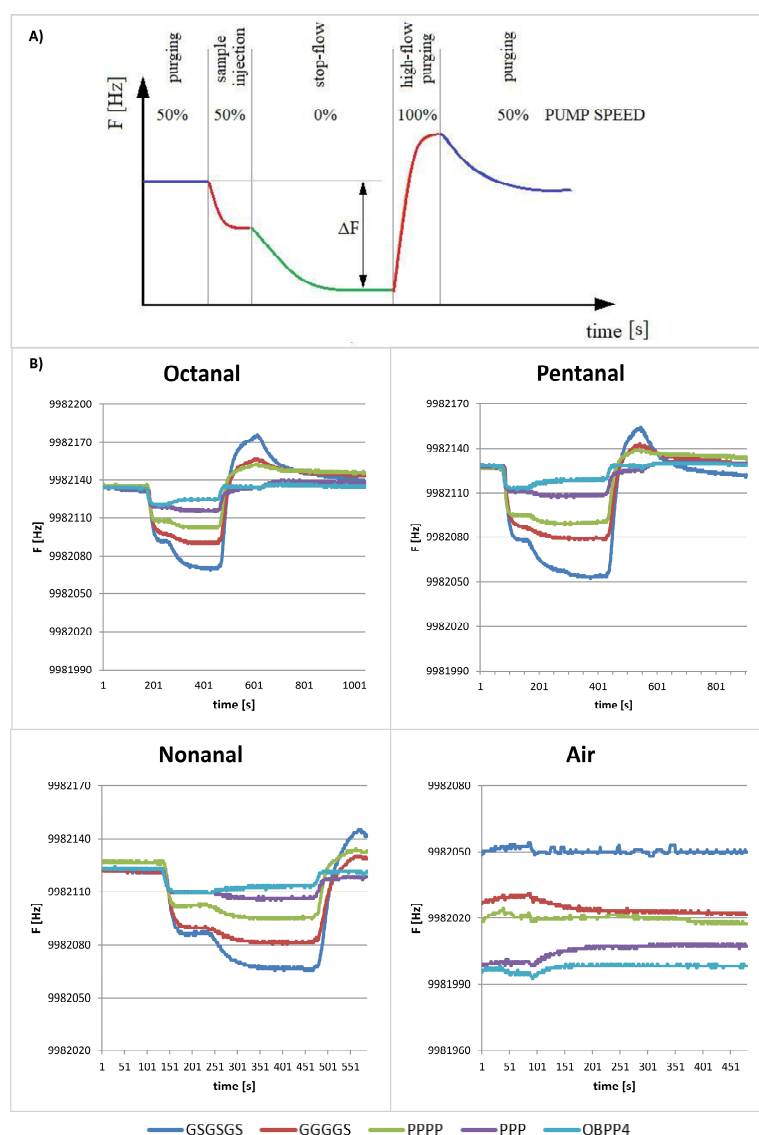 A)
purging
sample injection
stop-flow
high-flow purging
purging
F [Hz]
50% 50% 0% 100% 50% PUMP SPEED
ΔF
time [s]
B)
Octanal
9982200
9982170
9982140
9982110
9982080
9982050
9982020
9981990
F [Hz]
1 201 401 601 801 1001
time [s]
Pentanal
9982170
9982140
9982110
9982080
9982050
9982020
9981990
F [Hz]
1 201 401 601 801
time [s]
Nonanal
9982170
9982140
9982110
9982080
9982050
9982020
F [Hz]
1 51 101 151 201 251 301 351 401 451 501 551
time [s]
Air
9982080
9982050
9982020
9981990
9981960
F [Hz]
1 51 101 151 201 251 301 351 401 451
time [s]
GSGSGS GGGGS PPPP PPP OBPP4